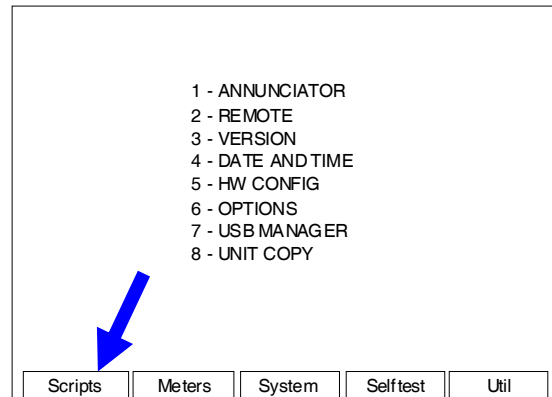 1 - ANNUNCIATOR
2 - REMOTE
3 - VERSION
4 - DATE AND TIME
5 - HW CONFIG
6 - OPTIONS
7 - USB MANAGER
8 - UNIT COPY
Scripts Meters System Selftest Util